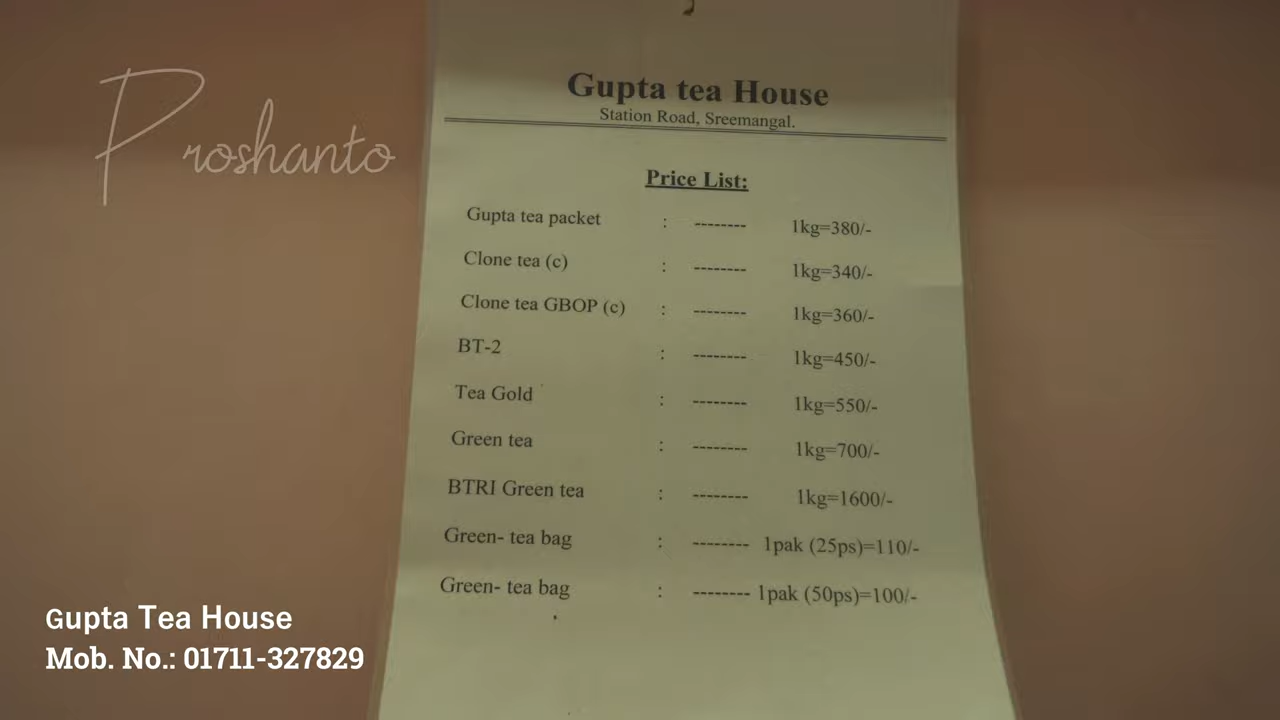 Proshanto
Gupta tea House
Station Road, Sreemangal.
Price List:
Gupta tea packet : -------- 1kg=380/-
Clone tea (c) : -------- 1kg=340/-
Clone tea GBOP (c) : -------- 1kg=360/-
BT-2 : -------- 1kg=450/-
Tea Gold : -------- 1kg=550/-
Green tea : -------- 1kg=700/-
BTRI Green tea : -------- 1kg=1600/-
Green- tea bag : -------- 1pak (25ps)=110/-
Green- tea bag : -------- 1pak (50ps)=100/-
Gupta Tea House
Mob. No.: 01711-327829